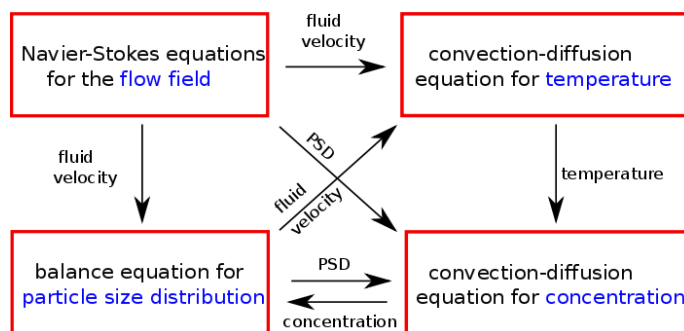 Navier-Stokes equations
for the flow field
fluid
velocity
convection-diffusion
equation for temperature
fluid
velocity
PSD
fluid
velocity
temperature
balance equation for
particle size distribution
PSD
concentration
convection-diffusion
equation for concentration